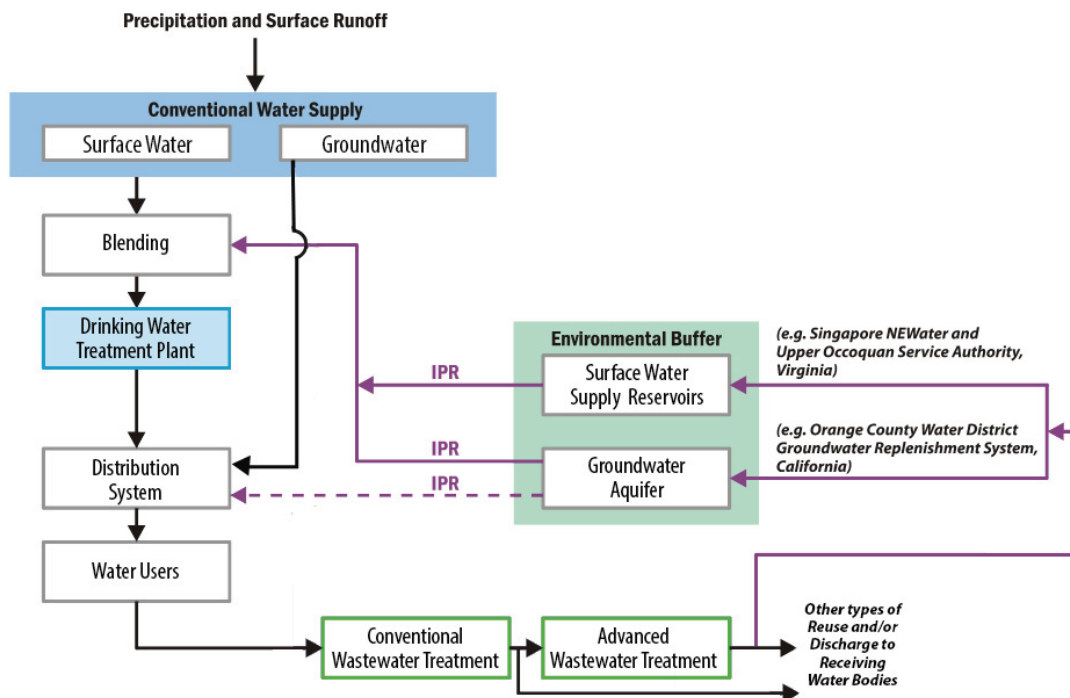 Precipitation and Surface Runoff
Conventional Water Supply
Surface Water
Groundwater
Blending
Drinking Water
Treatment Plant
Distribution
System
Water Users
IPR
IPR
IPR
Environmental Buffer
Surface Water
Supply Reservoirs
Groundwater
Aquifer
(e.g. Singapore NEWater and
Upper Occoquan Service Authority,
Virginia)
(e.g. Orange County Water District
Groundwater Replenishment System,
California)
Conventional
Wastewater Treatment
Advanced
Wastewater Treatment
Other types of
Reuse and/or
Discharge to
Receiving
Water Bodies